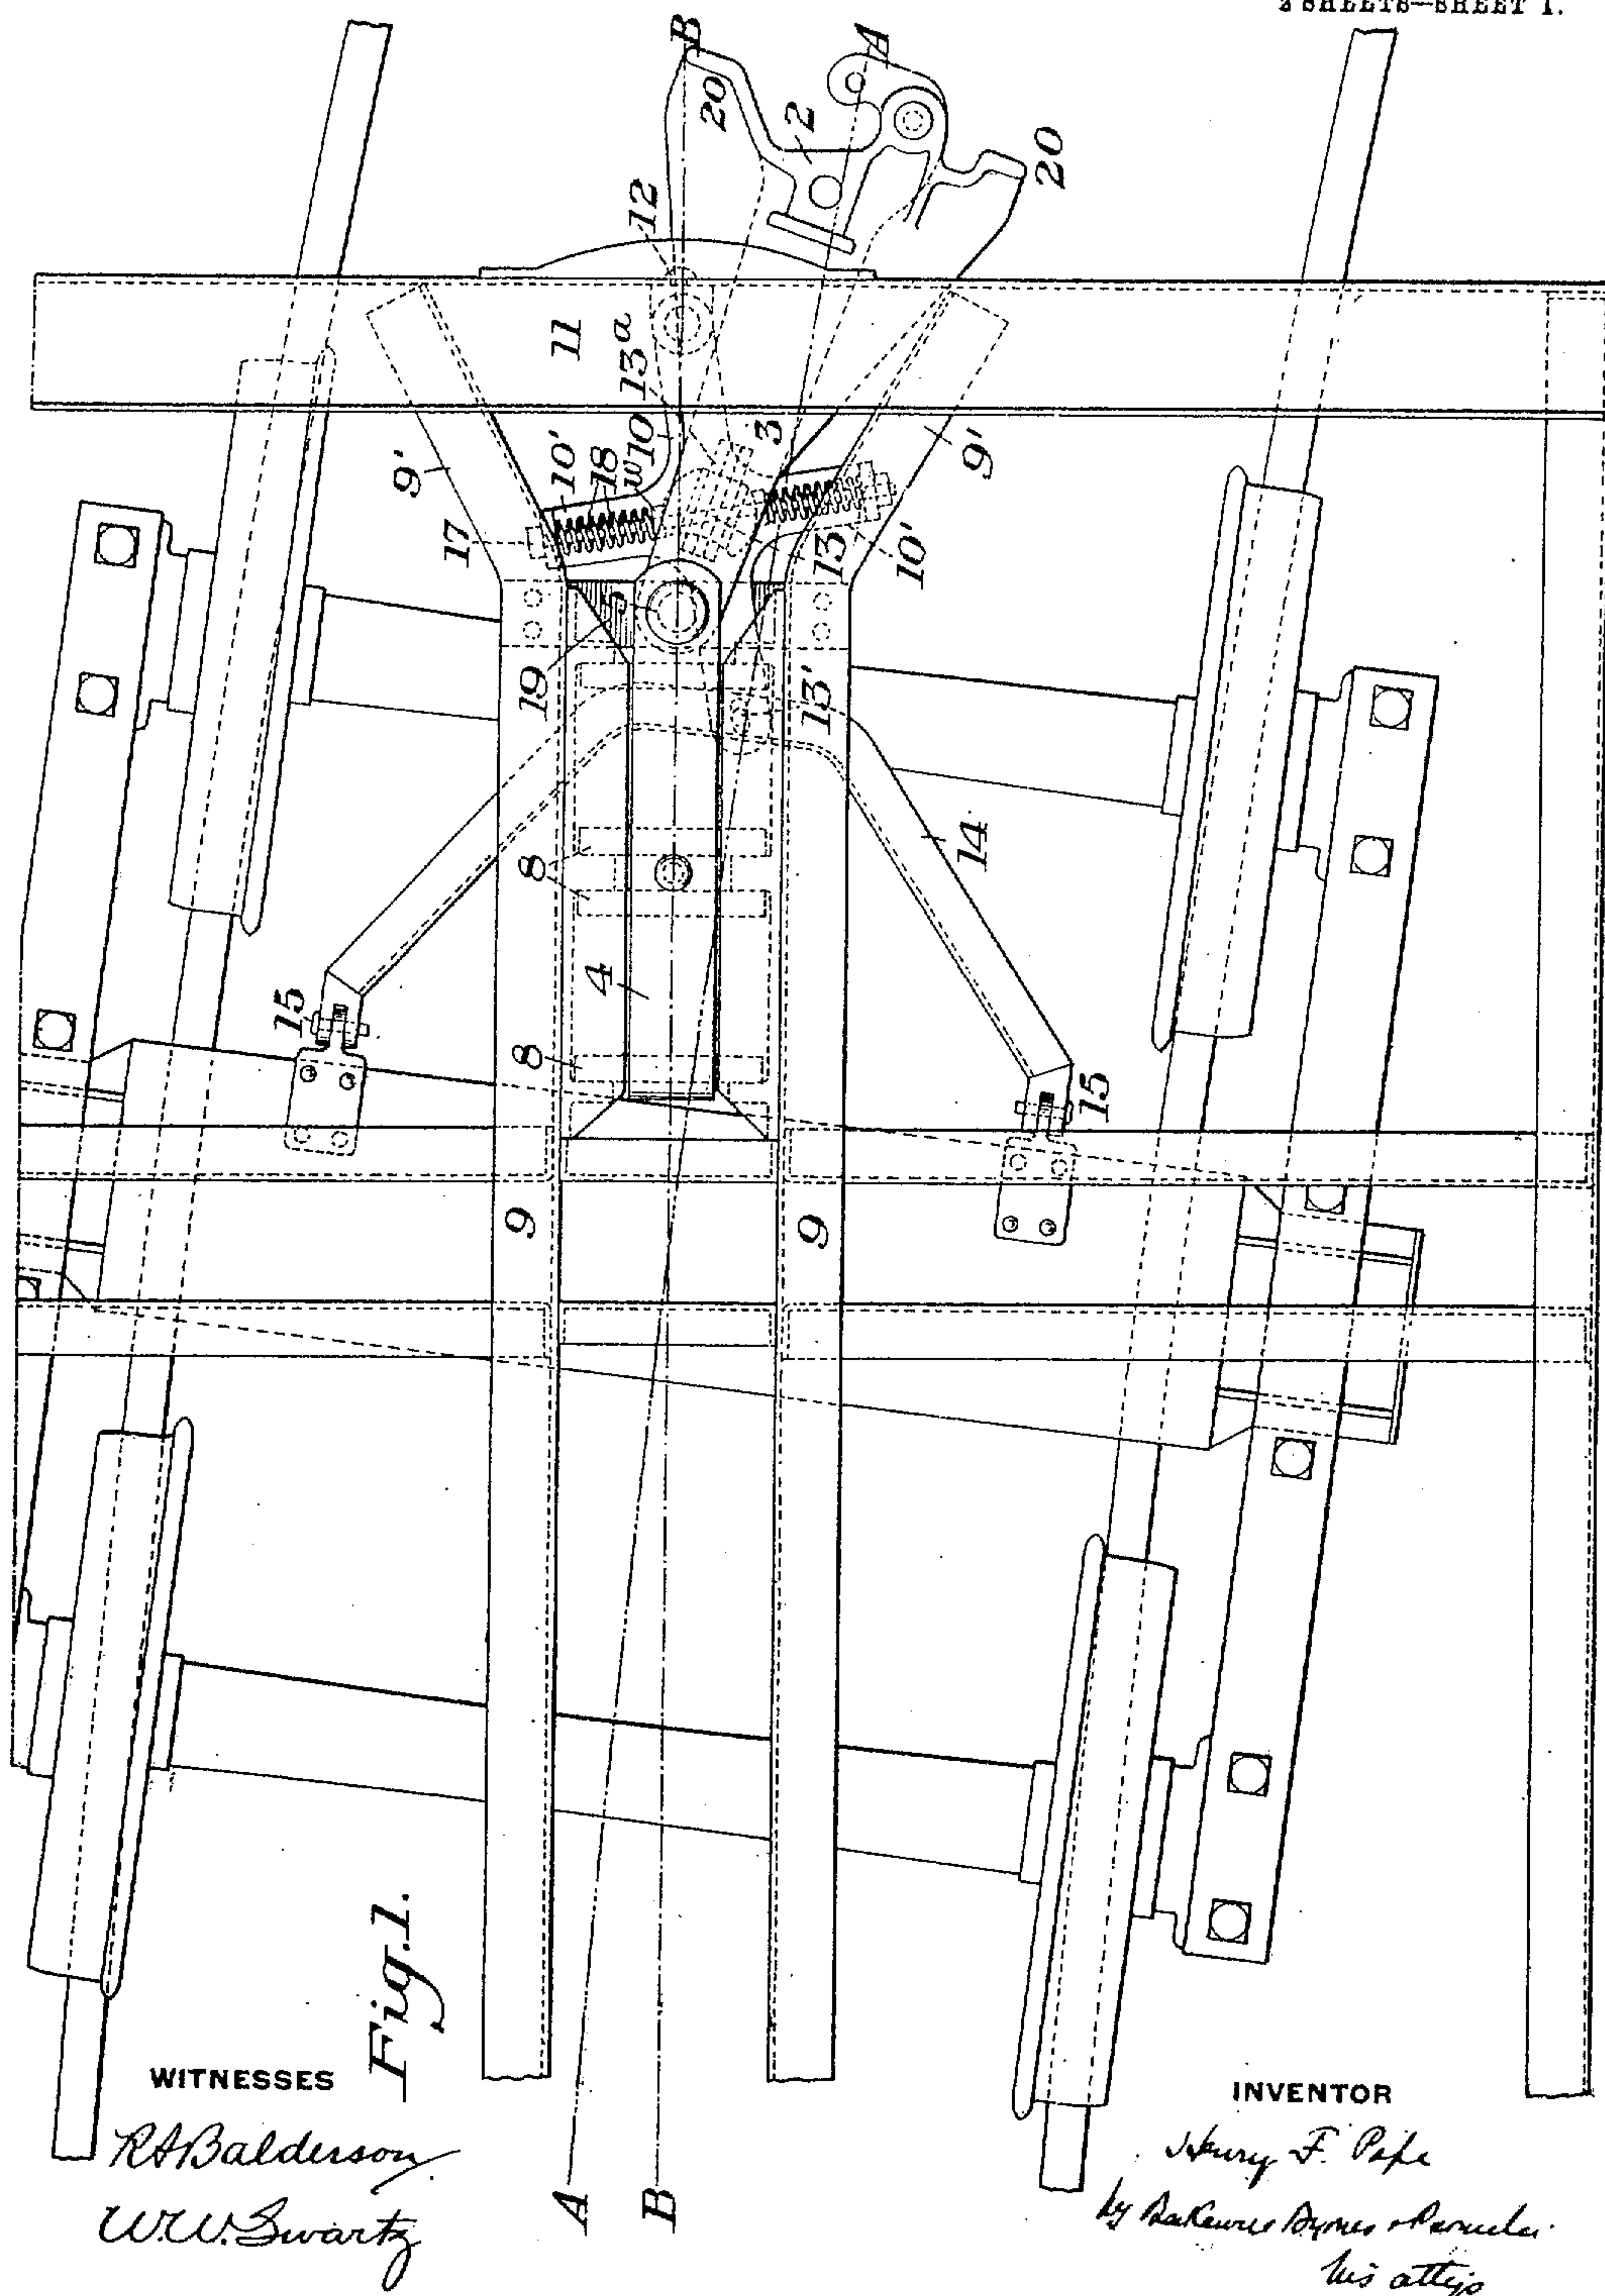 2 SHEETS—SHEET 1.
B
A
20
2
20
12
11
13ª
3
9'
10'
18
10
9'
17
13
10'
5
19
13'
8
14
4
15
8
15
9
9
Fig.1.
A
B
WITNESSES
RABalderson
W.W. Swartz
INVENTOR
Henry F. Pope
by Bakewell Byrnes & Parmelee
his attys